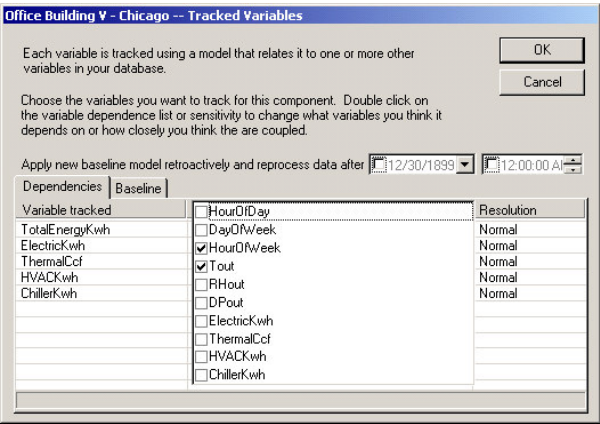 Office Building V - Chicago -- Tracked Variables
Each variable is tracked using a model that relates it to one or more other
variables in your database.
OK
Cancel
Choose the variables you want to track for this component. Double click on
the variable dependence list or sensitivity to change what variables you think it
depends on or how closely you think the are coupled.
Apply new baseline model retroactively and reprocess data after 12/30/1899 12:00:00 A
Dependencies Baseline
Variable tracked Resolution
HourOfDay
TotalEnergyKwh DayOfWeek Normal
ElectricKwh HourOfWeek Normal
ThermalCcf Tout Normal
HVACKwh RHout Normal
ChillerKwh DPout Normal
ElectricKwh
ThermalCcf
HVACKwh
ChillerKwh